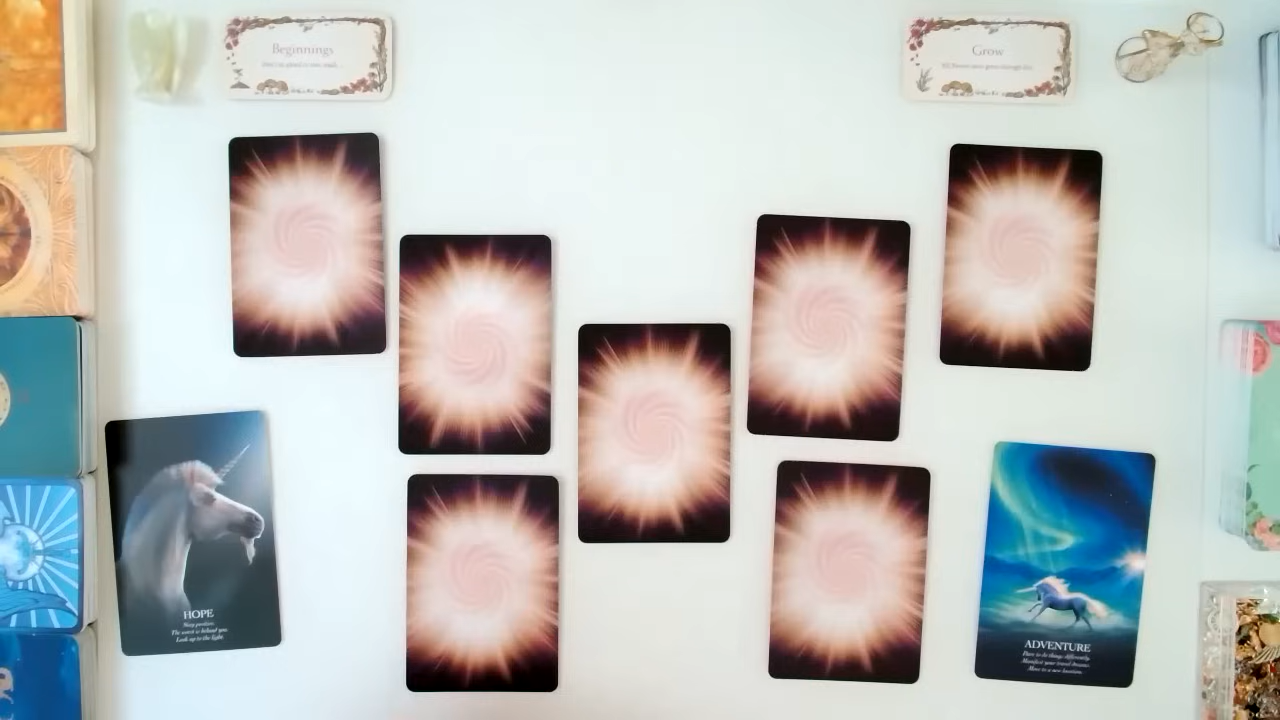 Beginnings
Grow
HOPE
Stay positive.
The worst is behind you.
Look up to the light.
ADVENTURE
Dare to do things differently.
Manifest your travel dreams.
Move to a new location.